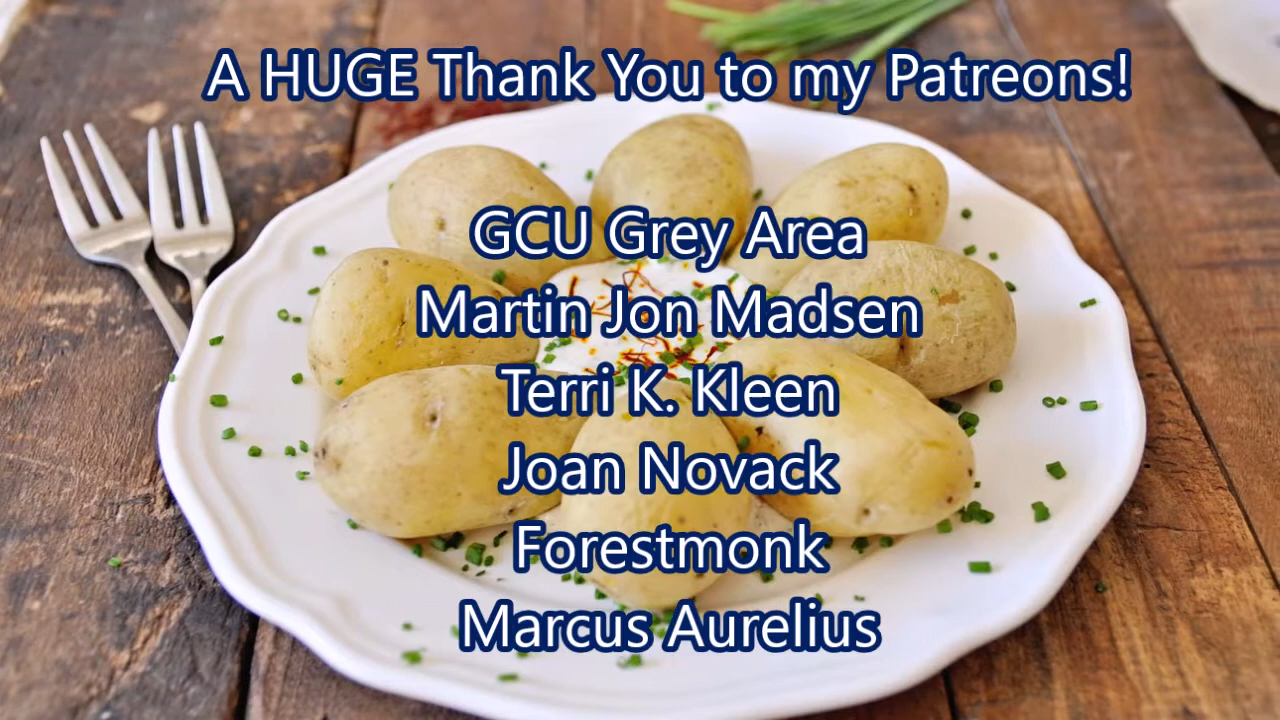 A HUGE Thank You to my Patreons!
GCU Grey Area
Martin Jon Madsen
Terri K. Kleen
Joan Novack
Forestmonk
Marcus Aurelius